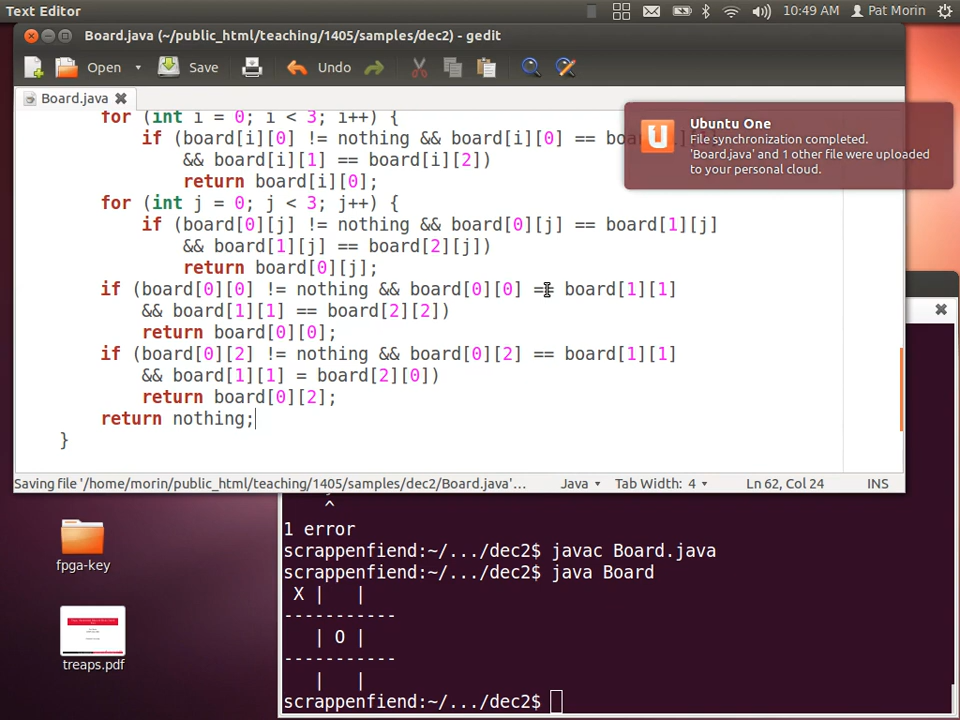 Text Editor
10:49 AM
Pat Morin
Board.java (~/public_html/teaching/1405/samples/dec2) - gedit
Open
Save
Undo
Board.java
for (int i = 0; i < 3; i++) {
if (board[i][0] != nothing && board[i][0] == boa
&& board[i][1] == board[i][2])
return board[i][0];
for (int j = 0; j < 3; j++) {
if (board[0][j] != nothing && board[0][j] == board[1][j]
&& board[1][j] == board[2][j])
return board[0][j];
if (board[0][0] != nothing && board[0][0] == board[1][1]
&& board[1][1] == board[2][2])
return board[0][0];
if (board[0][2] != nothing && board[0][2] == board[1][1]
&& board[1][1] = board[2][0])
return board[0][2];
return nothing;
}
Ubuntu One
File synchronization completed.
'Board.java' and 1 other file were uploaded
to your personal cloud.
Saving file '/home/morin/public_html/teaching/1405/samples/dec2/Board.java'...
Java
Tab Width: 4
Ln 62, Col 24
INS
^
1 error
scrappenfiend:~/.../dec2$ javac Board.java
scrappenfiend:~/.../dec2$ java Board
X |   |
-----------
  | O |
-----------
  |   |
scrappenfiend:~/.../dec2$
fpga-key
treaps.pdf